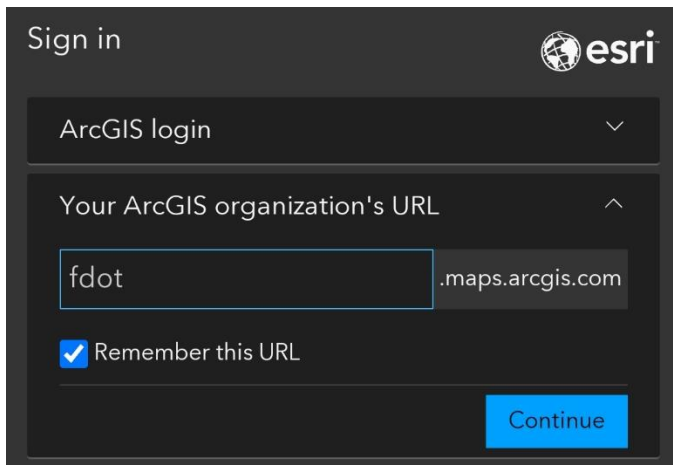 Sign in
esri
ArcGIS login
Your ArcGIS organization's URL
fdot .maps.arcgis.com
Remember this URL
Continue